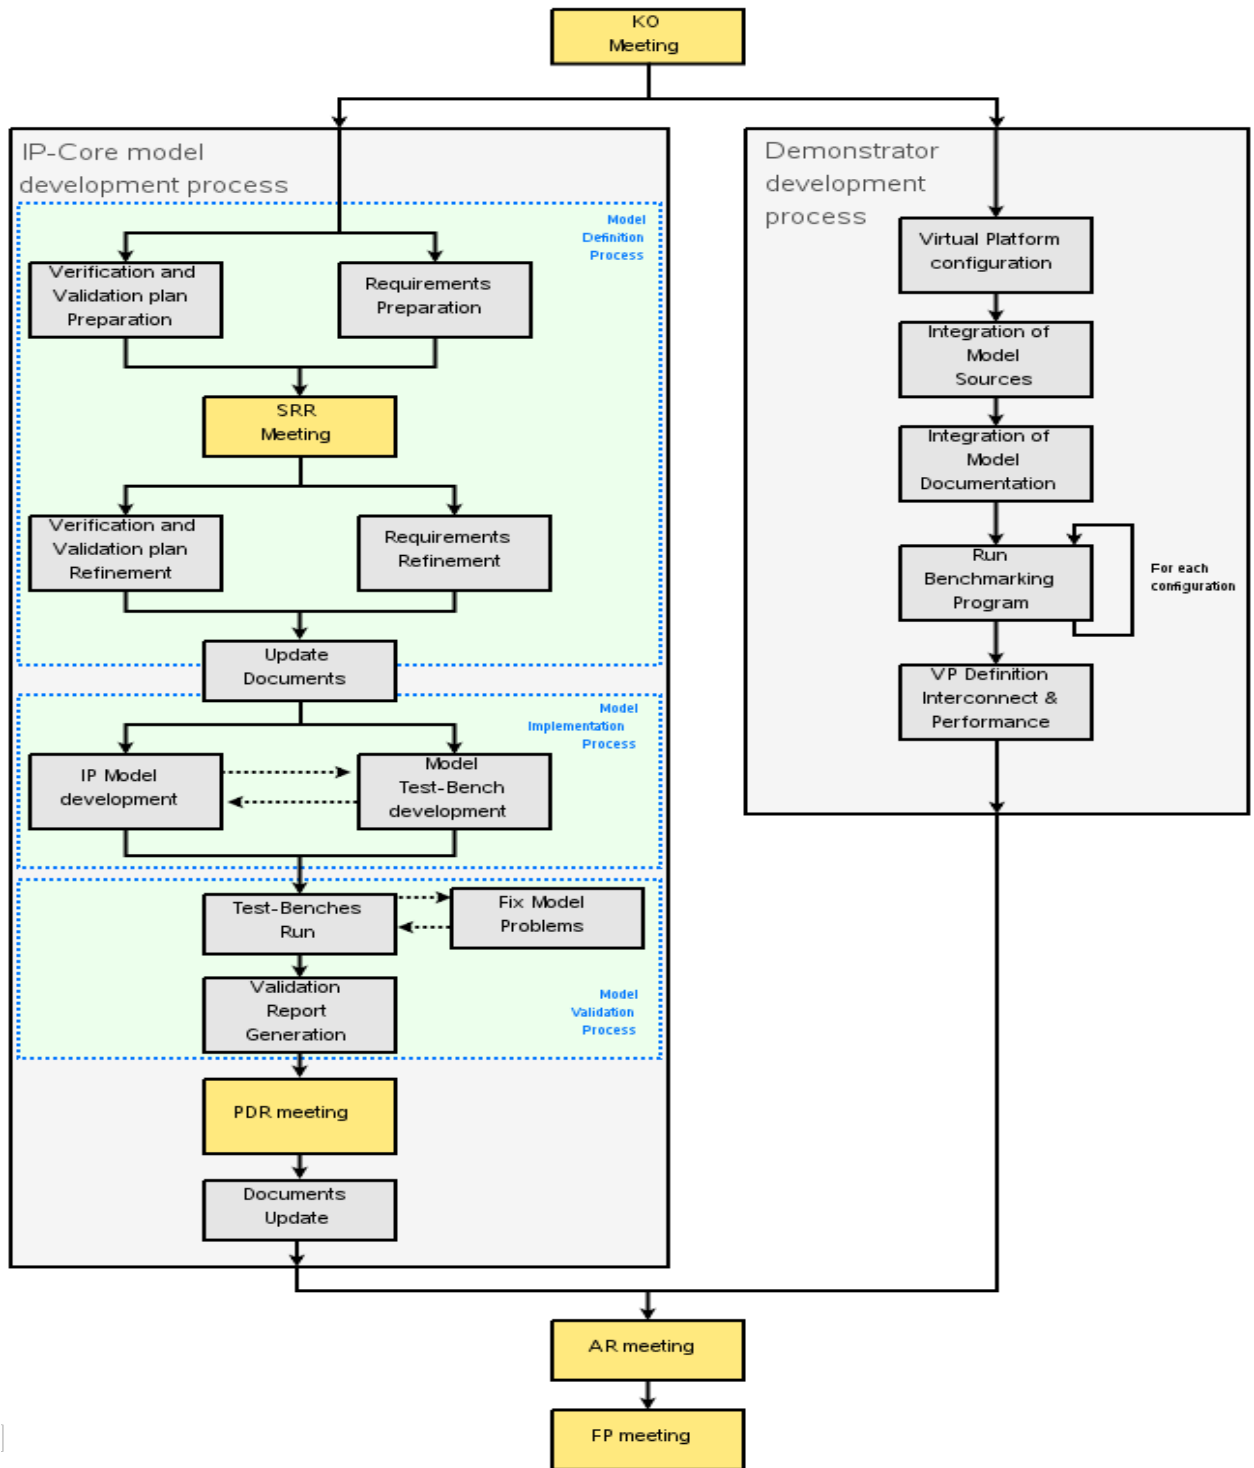 KO
Meeting
IP-Core model
development process
Model
Definition
Process
Verification and
Validation plan
Preparation
Requirements
Preparation
SRR
Meeting
Verification and
Validation plan
Refinement
Requirements
Refinement
Update
Documents
Model
Implementation
Process
IP Model
development
Model
Test-Bench
development
Test-Benches
Run
Fix Model
Problems
Validation
Report
Generation
Model
Validation
Process
PDR meeting
Documents
Update
Demonstrator
development
process
Virtual Platform
configuration
Integration of
Model
Sources
Integration of
Model
Documentation
Run
Benchmarking
Program
For each
configuration
VP Definition
Interconnect &
Performance
AR meeting
FP meeting